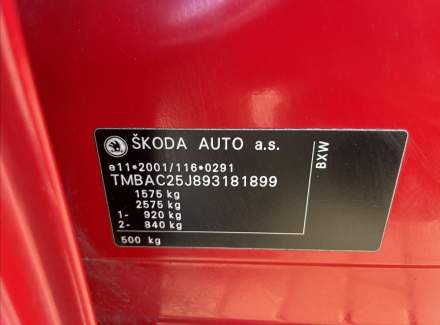 ŠKODA AUTO a.s.
e11*2001/116*0291
TMBAC25J893181899
1575 kg
2575 kg
1- 920 kg
2- 840 kg
500 kg
BXW